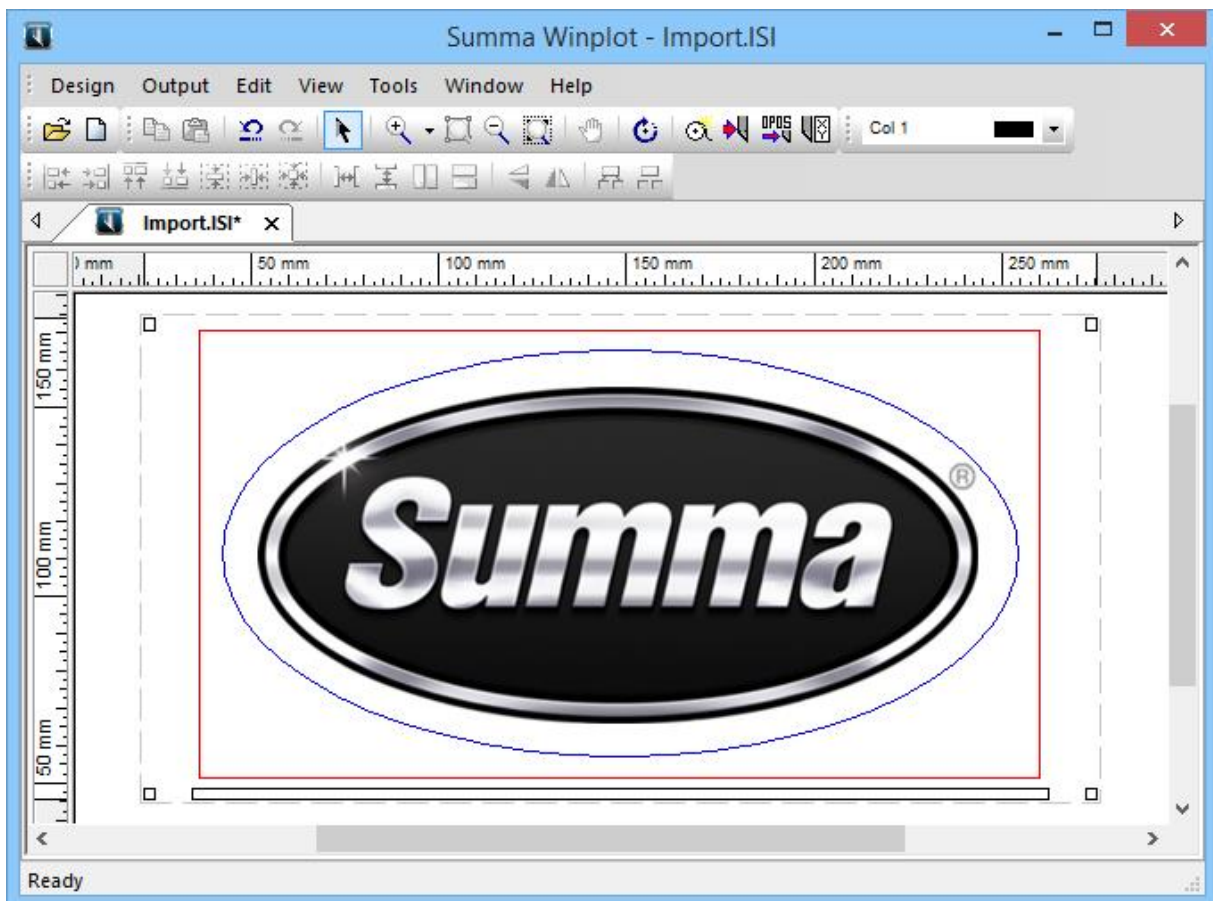 Summa Winplot - Import.ISI
Design Output Edit View Tools Window Help
OPOS Col 1
Import.ISI*
mm 50 mm 100 mm 150 mm 200 mm 250 mm
150 mm
Summa ®
100 mm
50 mm
Ready